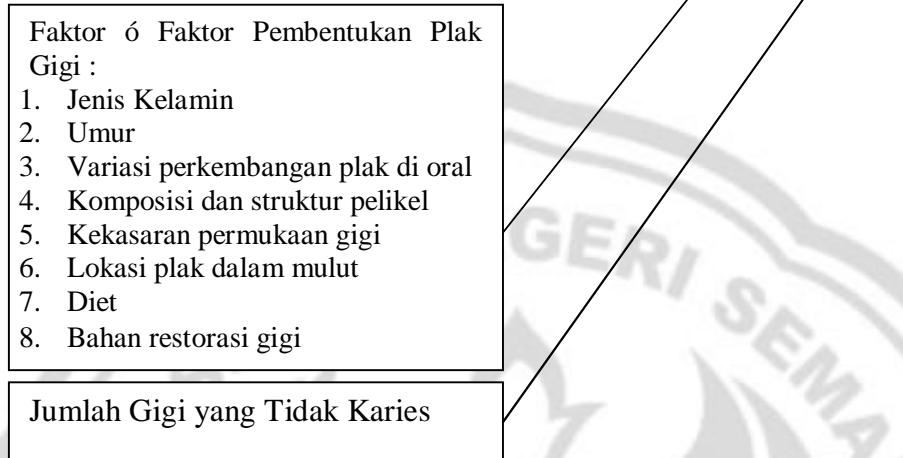 Faktor ó Faktor Pembentukan Plak
Gigi :
1. Jenis Kelamin
2. Umur
3. Variasi perkembangan plak di oral
4. Komposisi dan struktur pelikel
5. Kekasaran permukaan gigi
6. Lokasi plak dalam mulut
7. Diet
8. Bahan restorasi gigi
GERI SEMA
Jumlah Gigi yang Tidak Karies